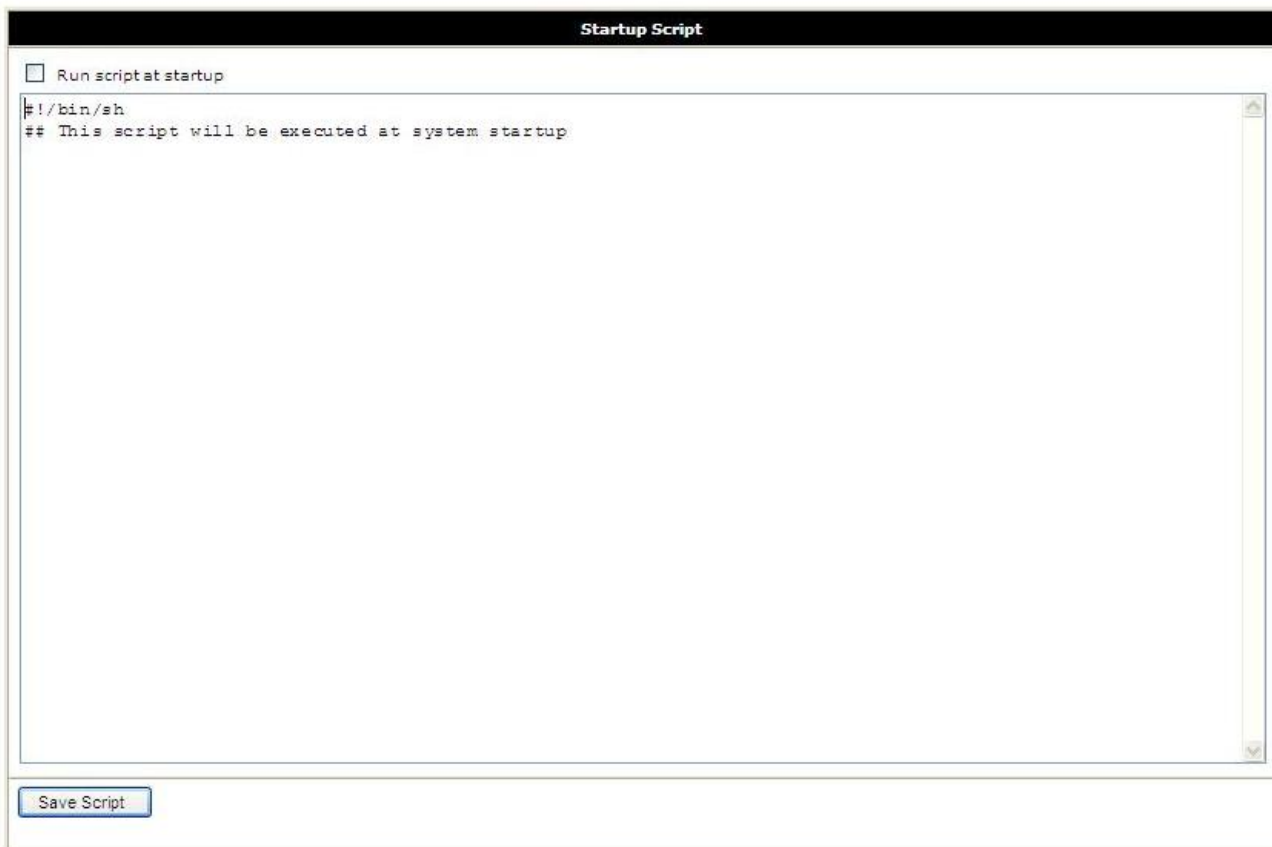 Startup Script
Run script at startup
#!/bin/sh
## This script will be executed at system startup
Save Script